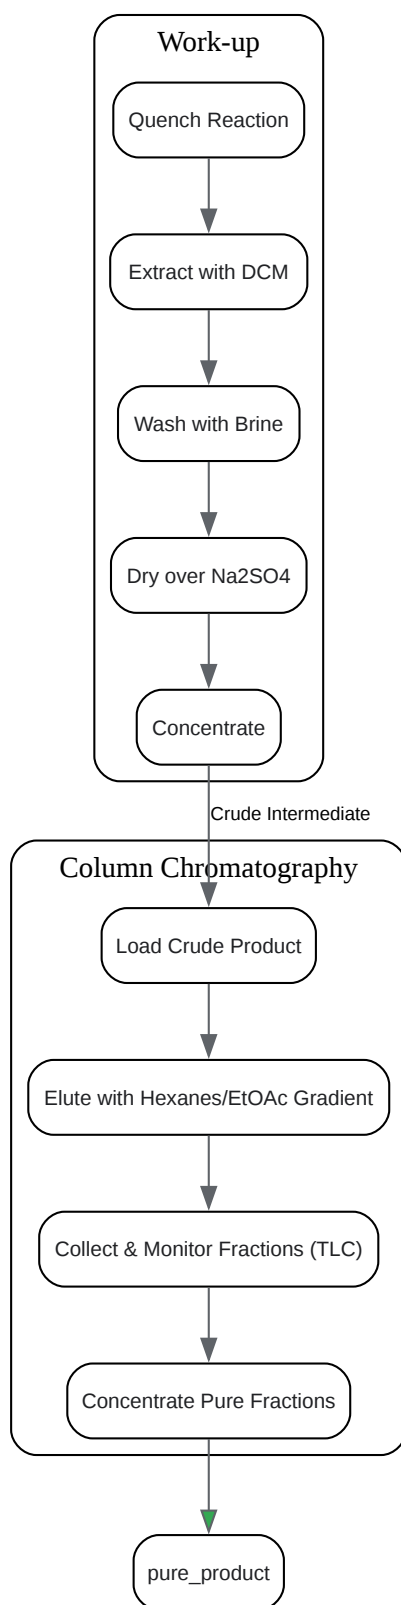 Work-up
Quench Reaction
Extract with DCM
Wash with Brine
Dry over Na2SO4
Concentrate
Crude Intermediate
Column Chromatography
Load Crude Product
Elute with Hexanes/EtOAc Gradient
Collect & Monitor Fractions (TLC)
Concentrate Pure Fractions
pure_product